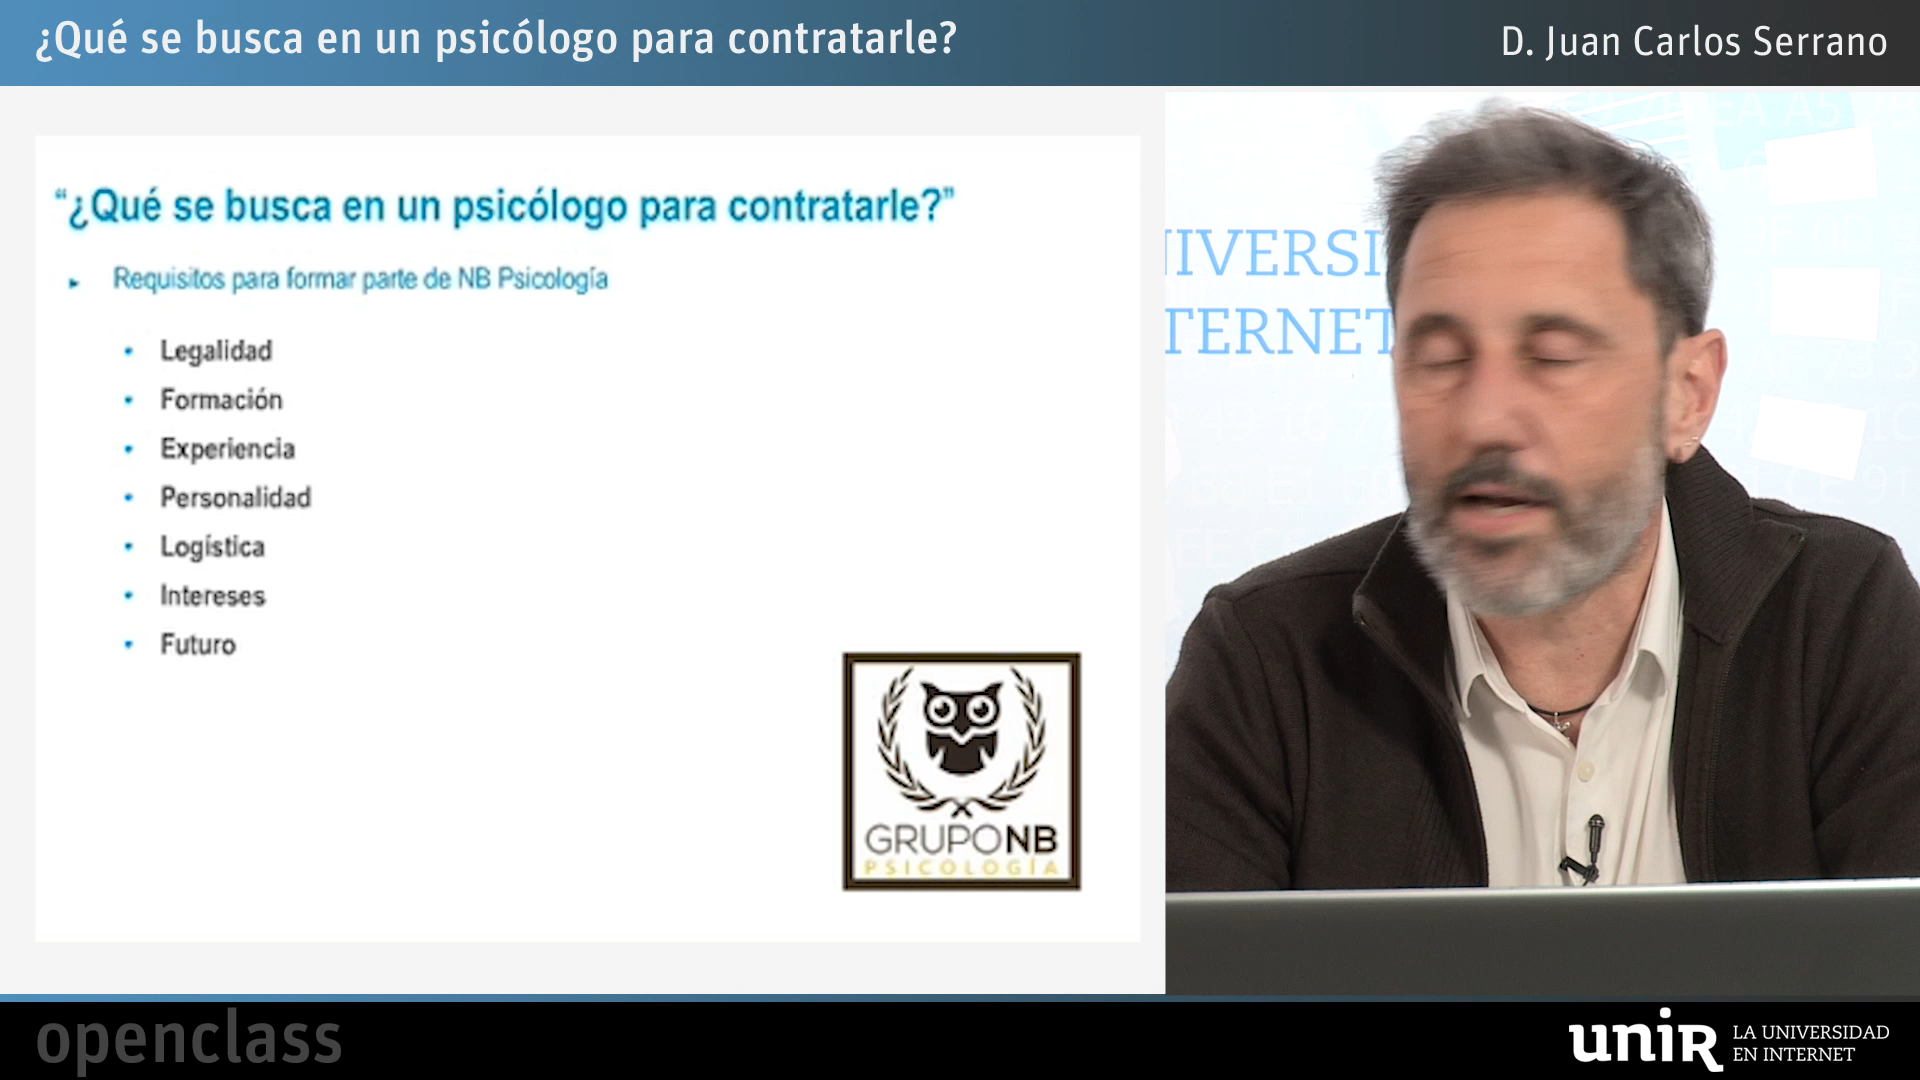 ¿Qué se busca en un psicólogo para contratarle?
D. Juan Carlos Serrano
“¿Qué se busca en un psicólogo para contratarle?”
Requisitos para formar parte de NB Psicología
Legalidad
Formación
Experiencia
Personalidad
Logística
Intereses
Futuro
GRUPONB
PSICOLOGÍA
IVERSI
TERNET
openclass
unir
LA UNIVERSIDAD
EN INTERNET